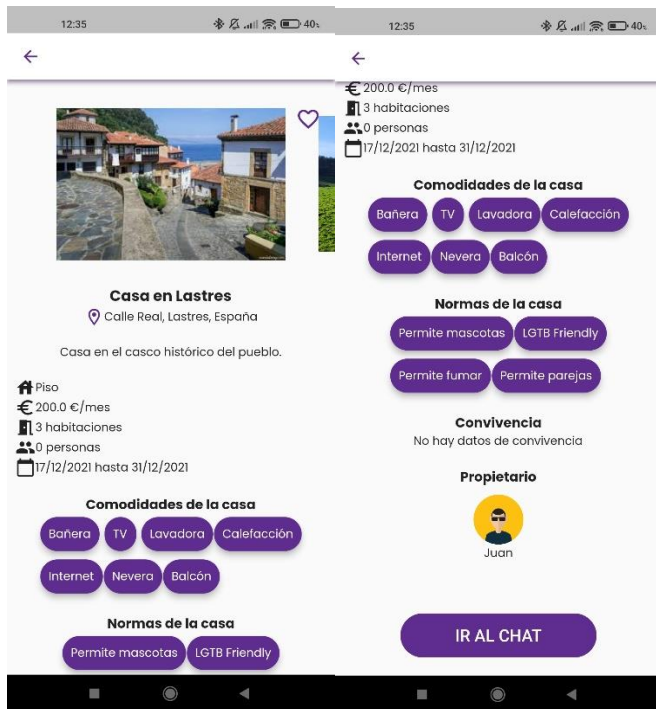 12:35
40%
Casa en Lastres
Calle Real, Lastres, España
Casa en el casco histórico del pueblo.
Piso
€ 200.0 €/mes
3 habitaciones
0 personas
17/12/2021 hasta 31/12/2021
Comodidades de la casa
Bañera TV Lavadora Calefacción
Internet Nevera Balcón
Normas de la casa
Permite mascotas LGTB Friendly
12:35
40%
€ 200.0 €/mes
3 habitaciones
0 personas
17/12/2021 hasta 31/12/2021
Comodidades de la casa
Bañera TV Lavadora Calefacción
Internet Nevera Balcón
Normas de la casa
Permite mascotas LGTB Friendly
Permite fumar Permite parejas
Convivencia
No hay datos de convivencia
Propietario
Juan
IR AL CHAT